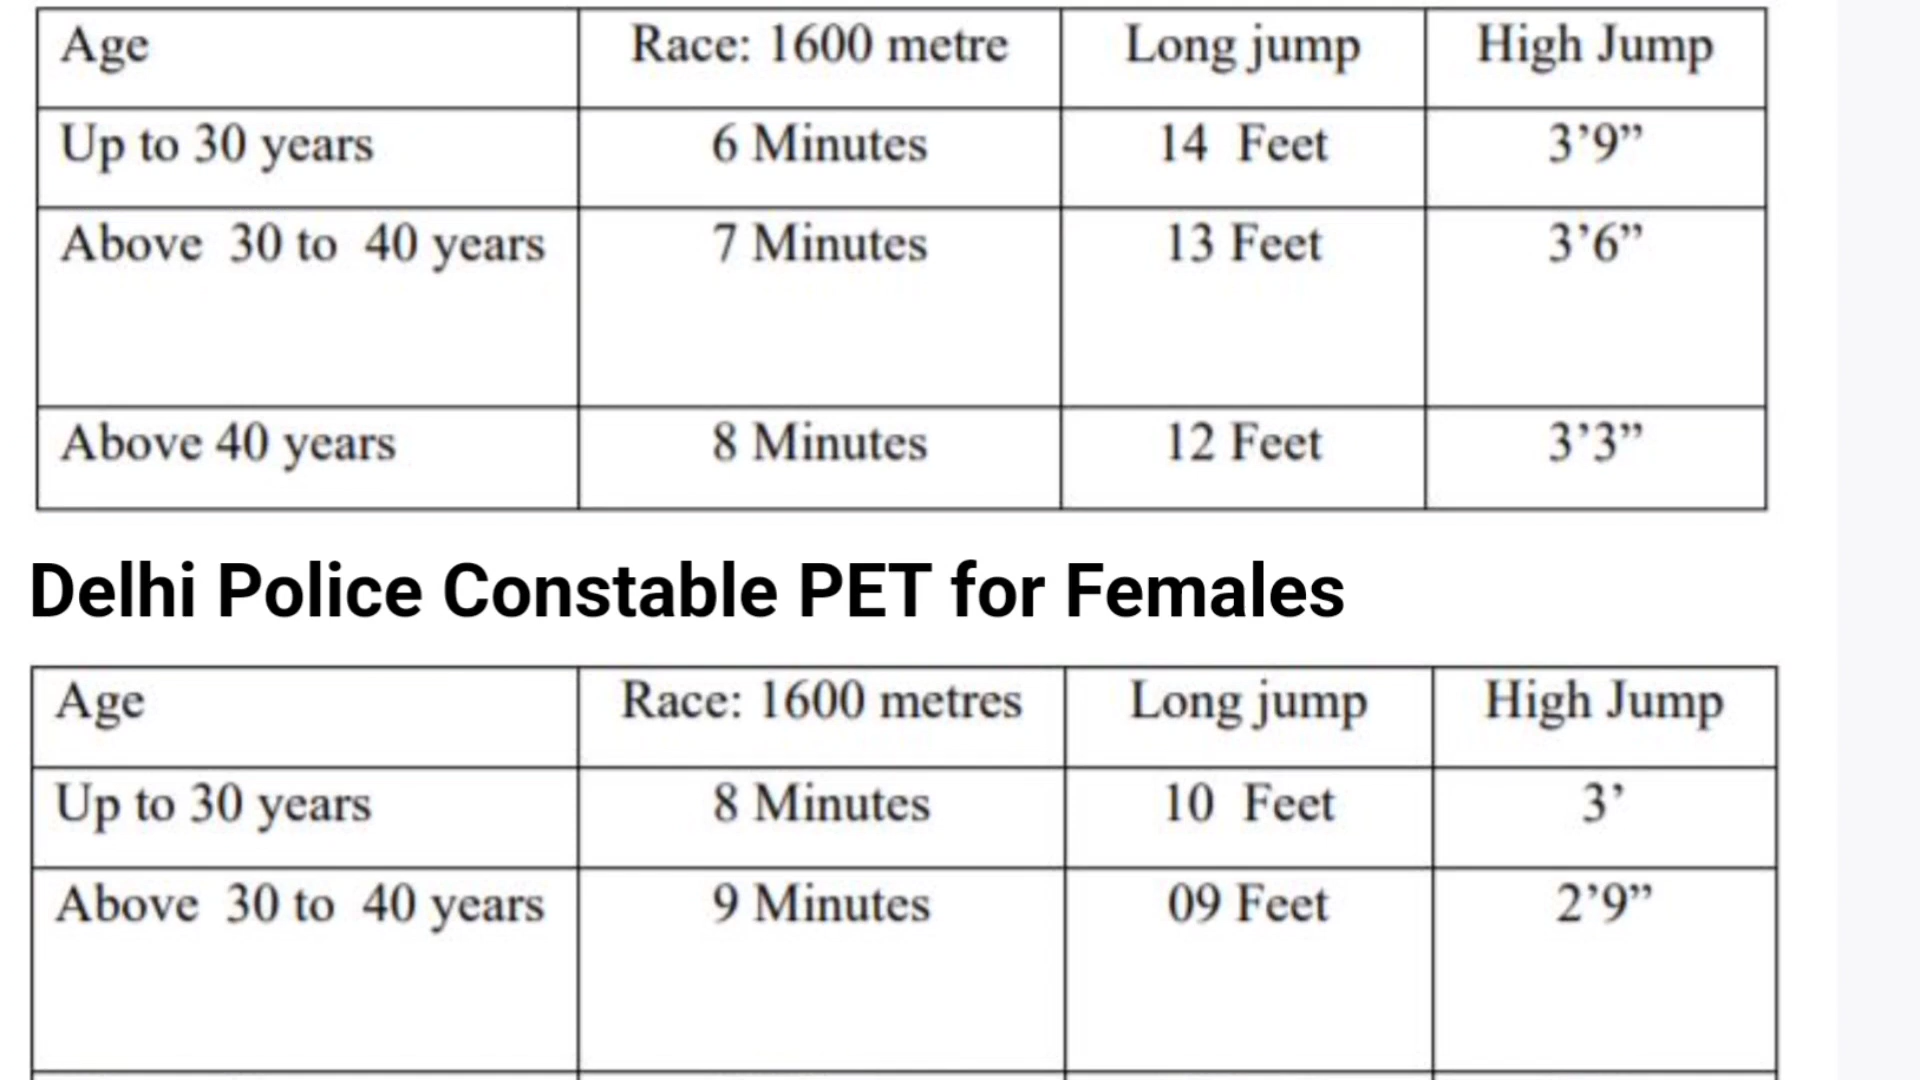 Age Race: 1600 metre Long jump High Jump
Up to 30 years 6 Minutes 14 Feet 3’9”
Above 30 to 40 years 7 Minutes 13 Feet 3’6”
Above 40 years 8 Minutes 12 Feet 3’3”
Delhi Police Constable PET for Females
Age Race: 1600 metres Long jump High Jump
Up to 30 years 8 Minutes 10 Feet 3’
Above 30 to 40 years 9 Minutes 09 Feet 2’9”